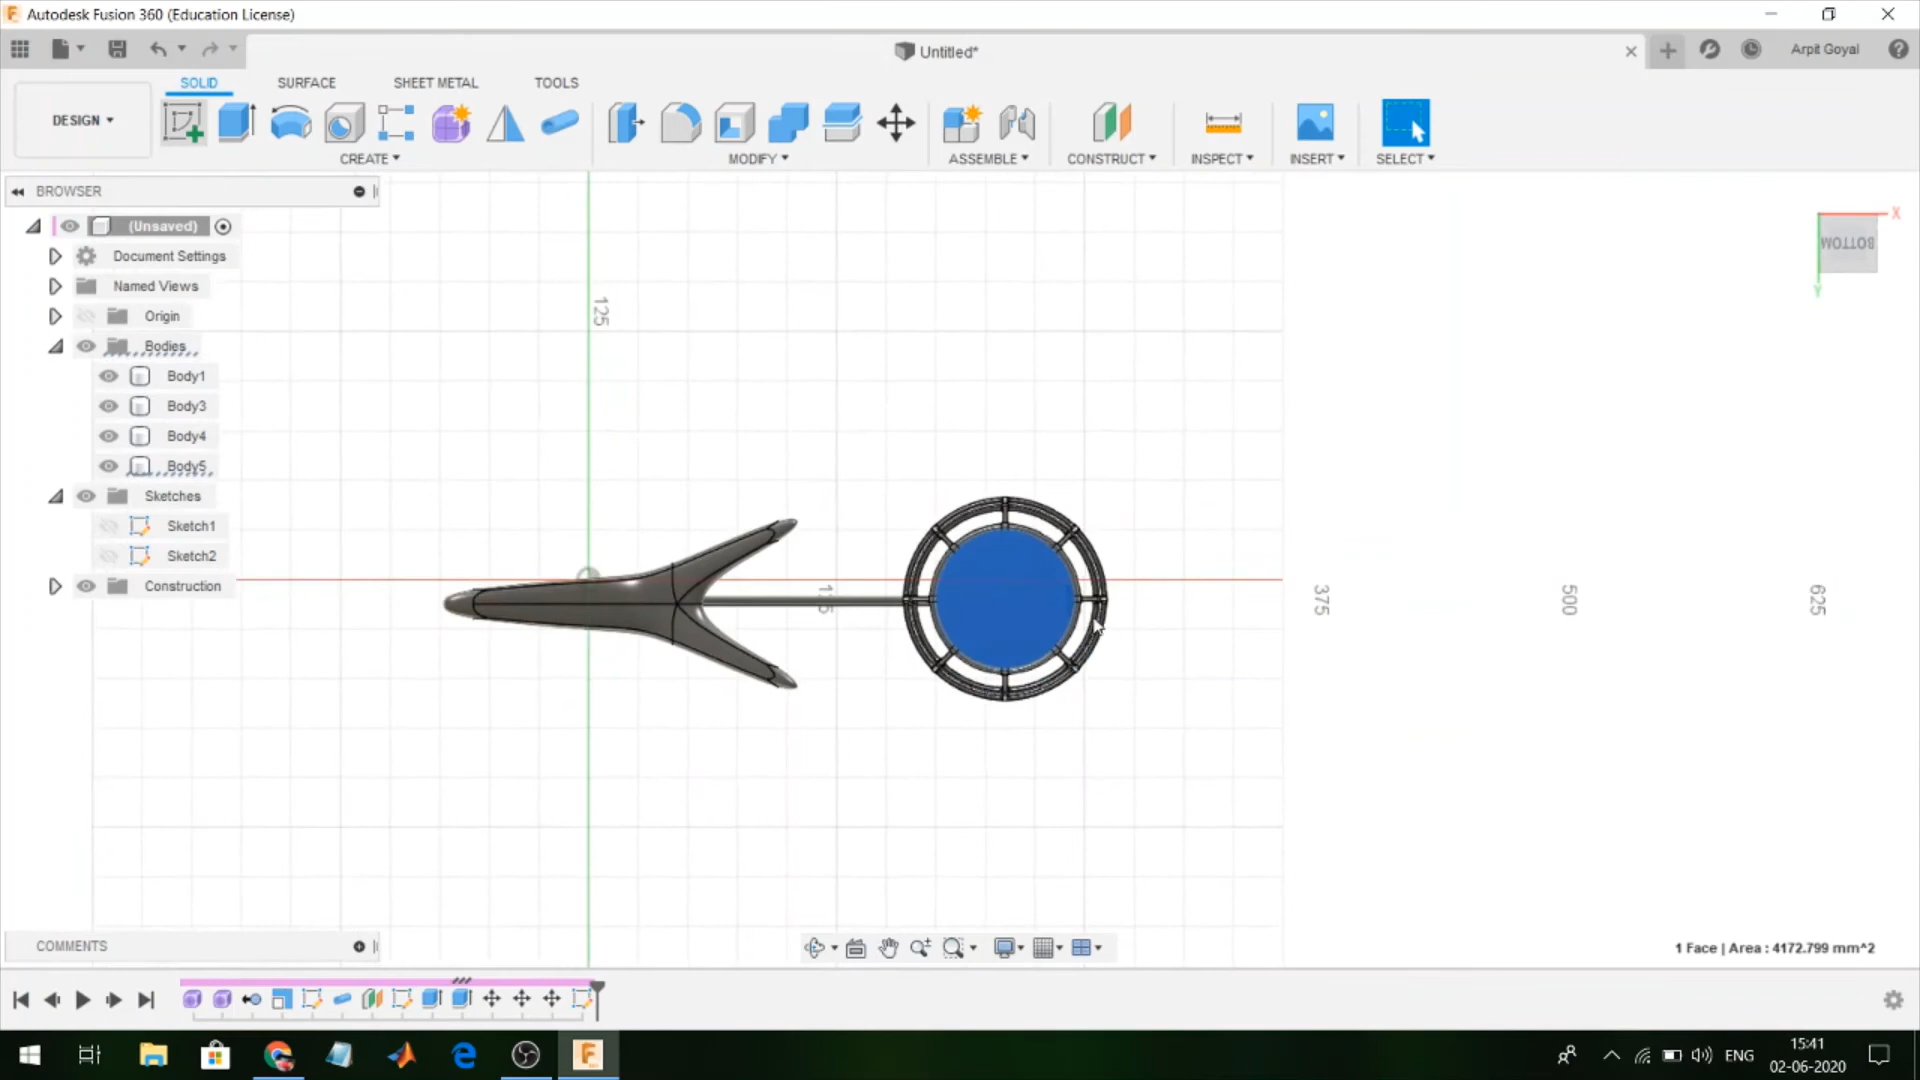 Autodesk Fusion 360 (Education License)
Untitled*
Arpit Goyal
SOLID SURFACE SHEET METAL TOOLS
DESIGN
CREATE MODIFY ASSEMBLE CONSTRUCT INSPECT INSERT SELECT
BROWSER
(Unsaved)
Document Settings
Named Views
Origin
Bodies
Body1
Body3
Body4
Body5
Sketches
Sketch1
Sketch2
Construction
X
BOTTOM
Y
125
375
500
625
COMMENTS
1 Face | Area : 4172.799 mm^2
ENG
15:41
02-06-2020